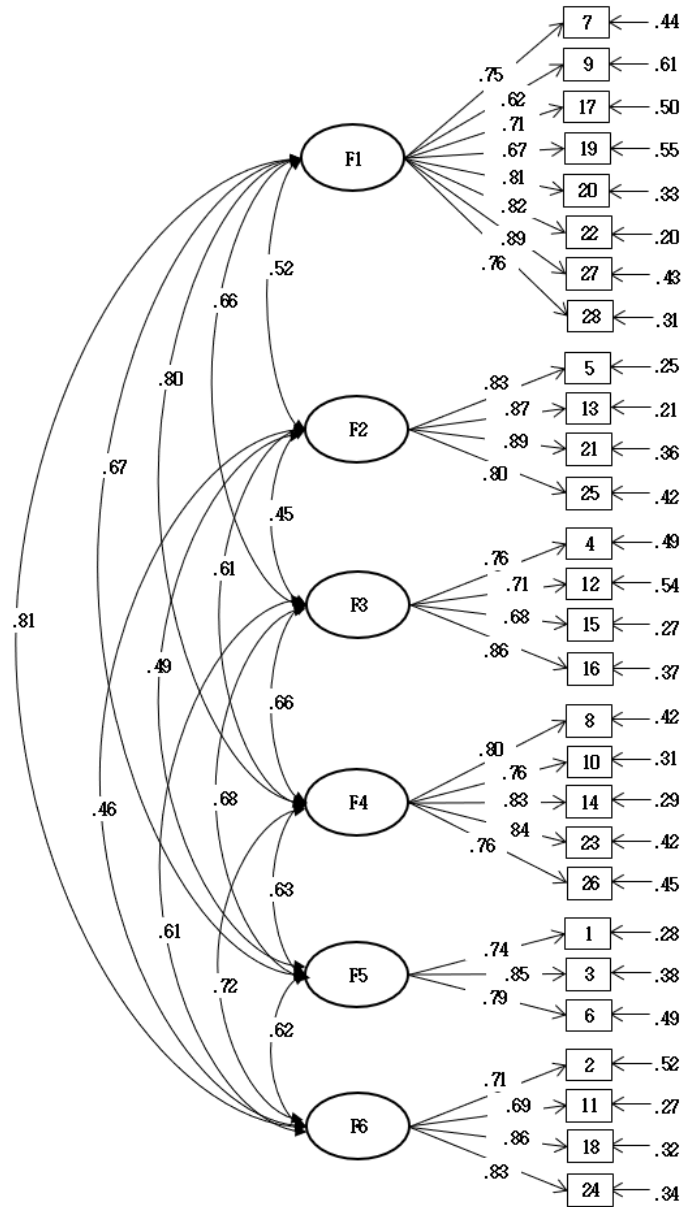 7 .44
.75 9 .61
.62 17 .50
.71
F1 .67 19 .55
.81 20 .33
.82 22 .20
.89 27 .43
.76 28 .31
.52
.66
.80
5 .25
.83 13 .21
F2 .87
.89 21 .36
.80 25 .42
.67
.45
4 .49
.76 12 .54
.61
F3 .71
.68 15 .27
.81 .86 16 .37
.49
.66
8 .42
.80 10 .31
.68
F4 .76
.46 .83 14 .29
.84 23 .42
.76 26 .45
.63
.61
1 .28
.74
F5 .85 3 .38
.72 .79 6 .49
.62
2 .52
.71 11 .27
F6 .69
.86 18 .32
.83 24 .34